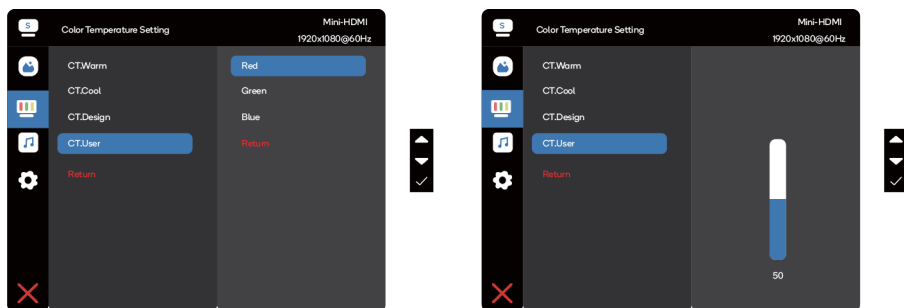 S
Color Temperature Setting
Mini-HDMI
1920x1080@60Hz
CT.Warm
CT.Cool
CT.Design
CT.User
Return
Red
Green
Blue
Return
S
Color Temperature Setting
Mini-HDMI
1920x1080@60Hz
CT.Warm
CT.Cool
CT.Design
CT.User
Return
50